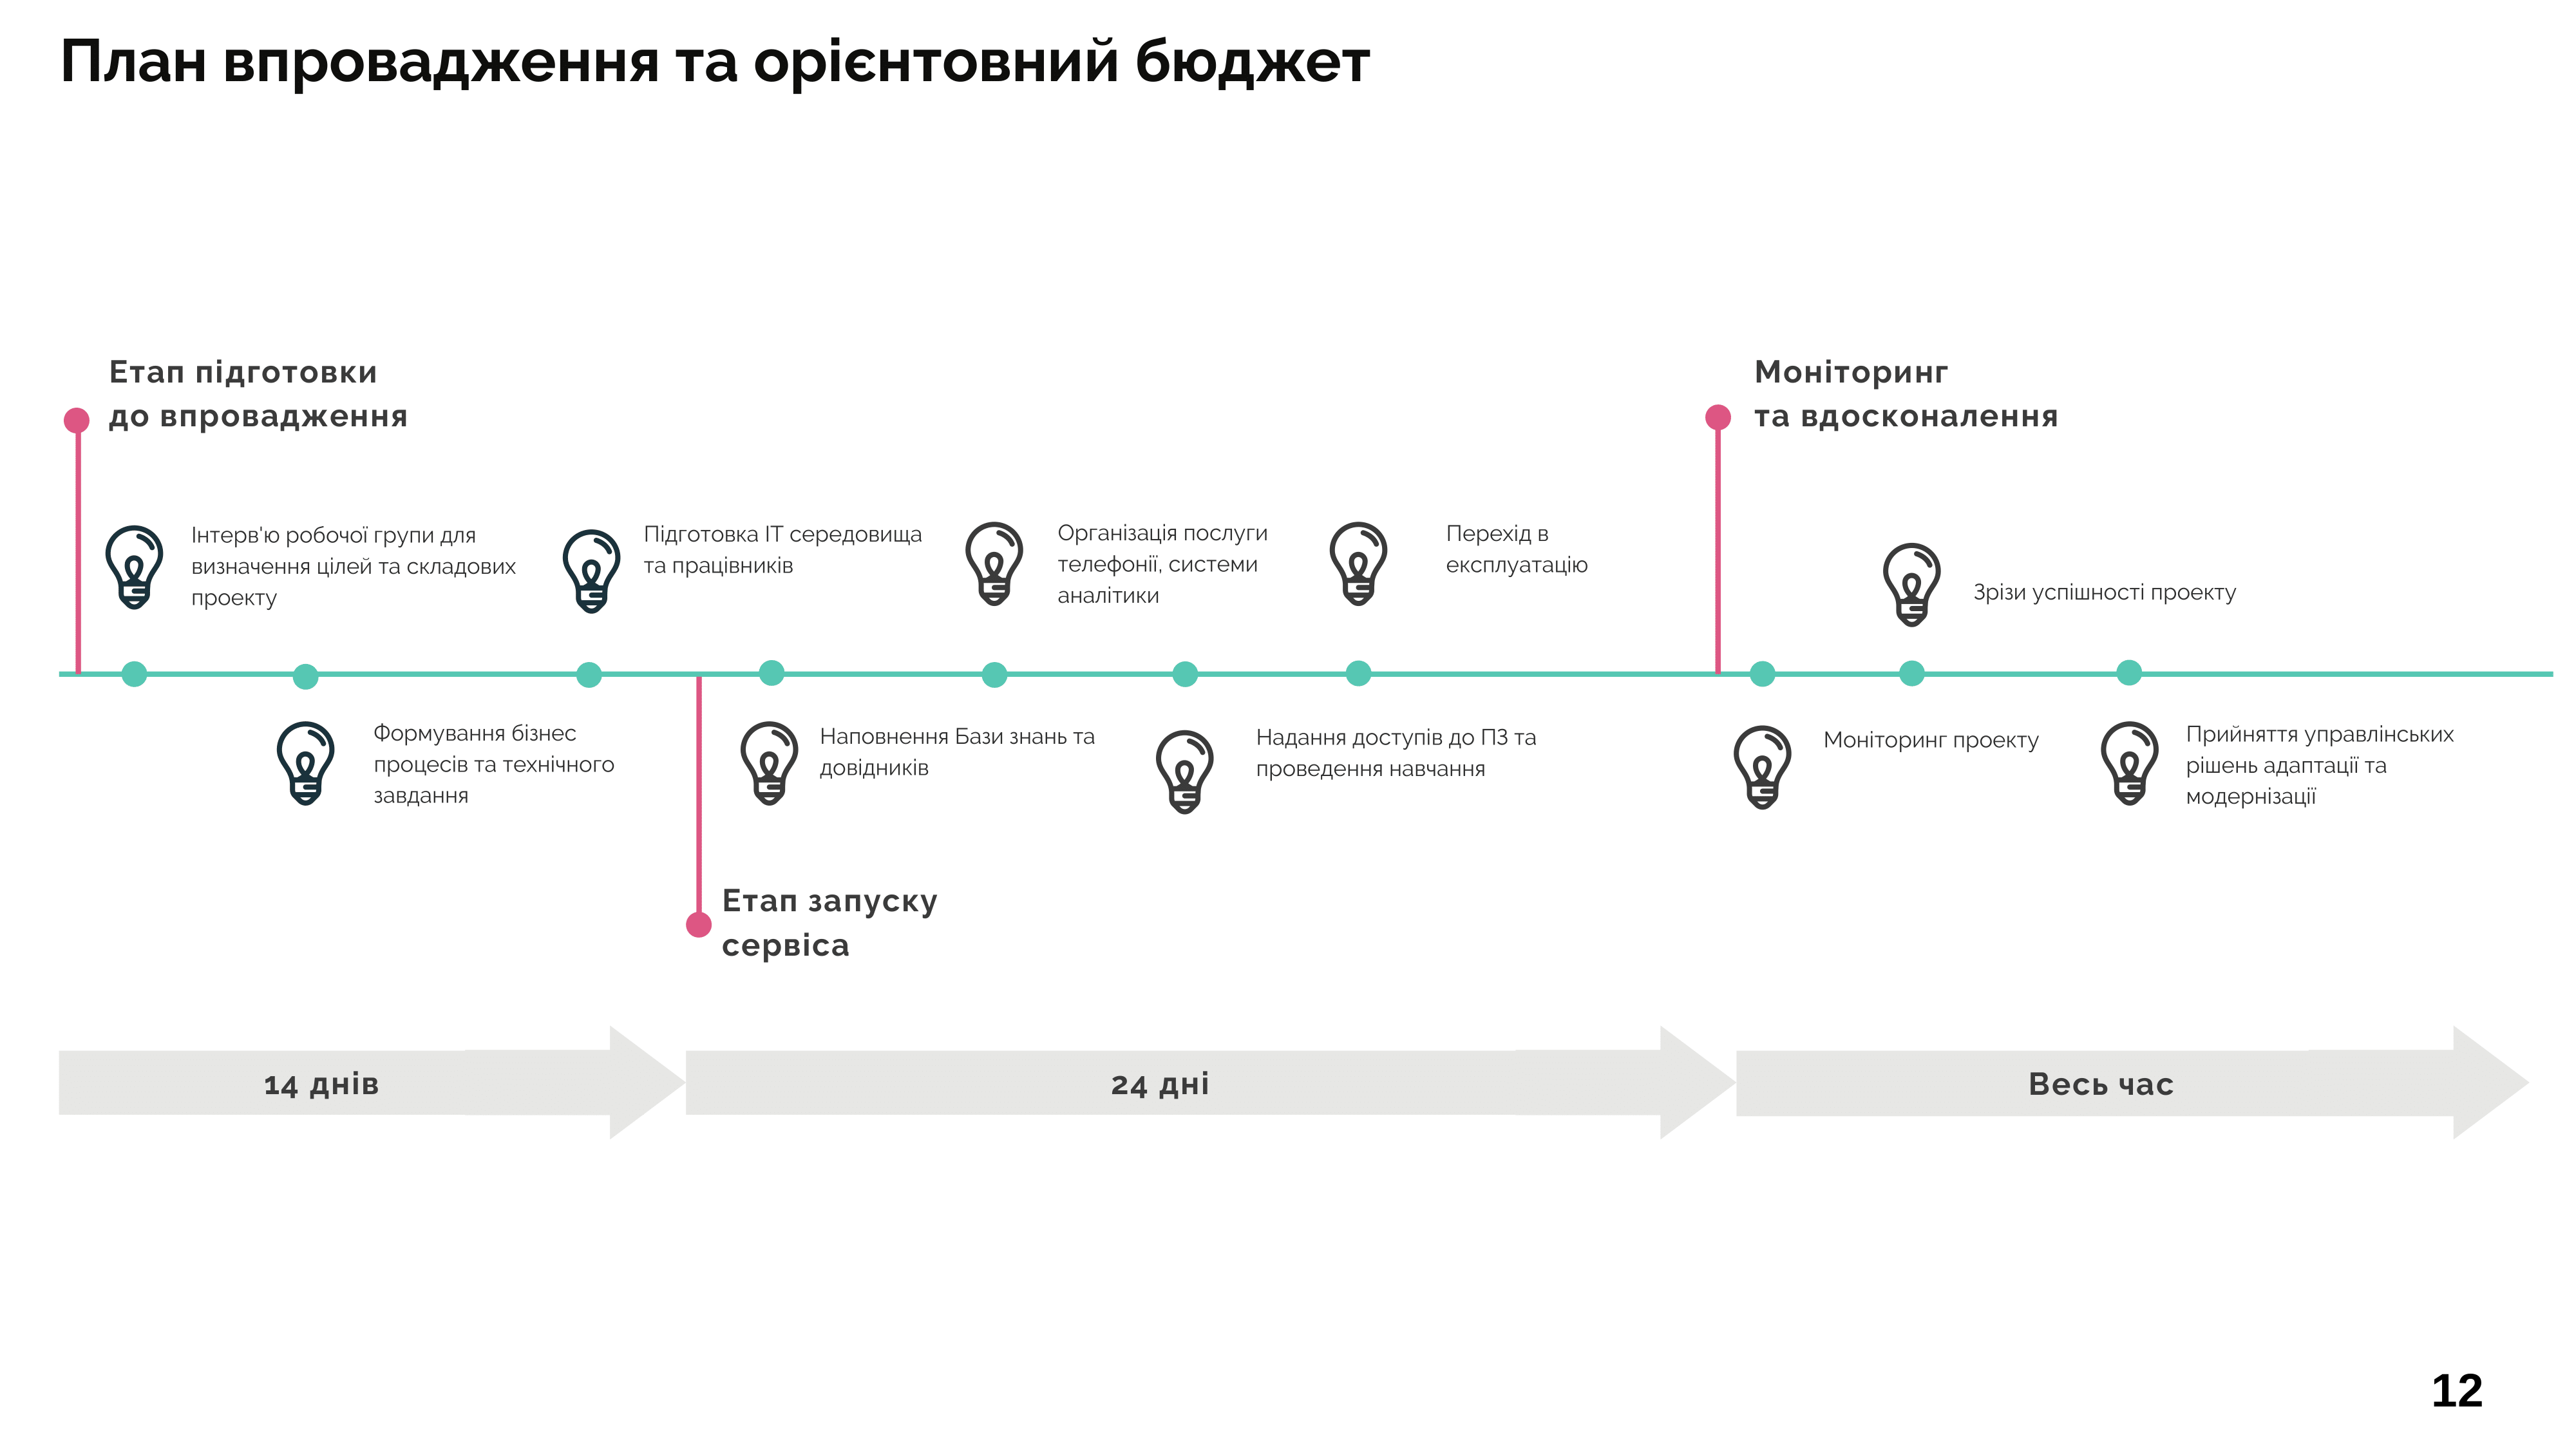 План впровадження та орієнтовний бюджет
Етап підготовки
до впровадження
Моніторинг
та вдосконалення
Інтерв'ю робочої групи для
визначення цілей та складових
проекту
Підготовка ІТ середовища
та працівників
Організація послуги
телефонії, системи
аналітики
Перехід в
експлуатацію
Зрізи успішності проекту
Формування бізнес
процесів та технічного
завдання
Наповнення Бази знань та
довідників
Надання доступів до ПЗ та
проведення навчання
Моніторинг проекту
Прийняття управлінських
рішень адаптації та
модернізації
Етап запуску
сервіса
14 днів
24 дні
Весь час
12